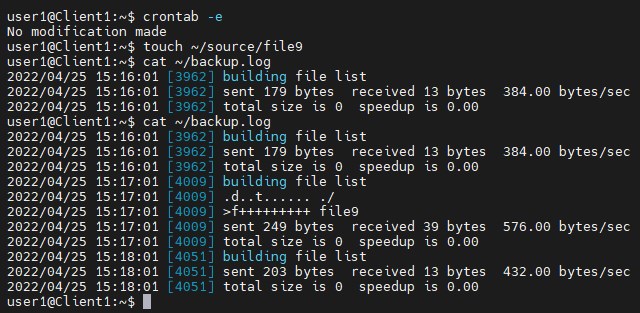 user1@Client1:~$ crontab -e
No modification made
user1@Client1:~$ touch ~/source/file9
user1@Client1:~$ cat ~/backup.log
2022/04/25 15:16:01 [3962] building file list
2022/04/25 15:16:01 [3962] sent 179 bytes  received 13 bytes  384.00 bytes/sec
2022/04/25 15:16:01 [3962] total size is 0  speedup is 0.00
user1@Client1:~$ cat ~/backup.log
2022/04/25 15:16:01 [3962] building file list
2022/04/25 15:16:01 [3962] sent 179 bytes  received 13 bytes  384.00 bytes/sec
2022/04/25 15:16:01 [3962] total size is 0  speedup is 0.00
2022/04/25 15:17:01 [4009] building file list
2022/04/25 15:17:01 [4009] .d..t...... ./
2022/04/25 15:17:01 [4009] >f+++++++++ file9
2022/04/25 15:17:01 [4009] sent 249 bytes  received 39 bytes  576.00 bytes/sec
2022/04/25 15:17:01 [4009] total size is 0  speedup is 0.00
2022/04/25 15:18:01 [4051] building file list
2022/04/25 15:18:01 [4051] sent 203 bytes  received 13 bytes  432.00 bytes/sec
2022/04/25 15:18:01 [4051] total size is 0  speedup is 0.00
user1@Client1:~$